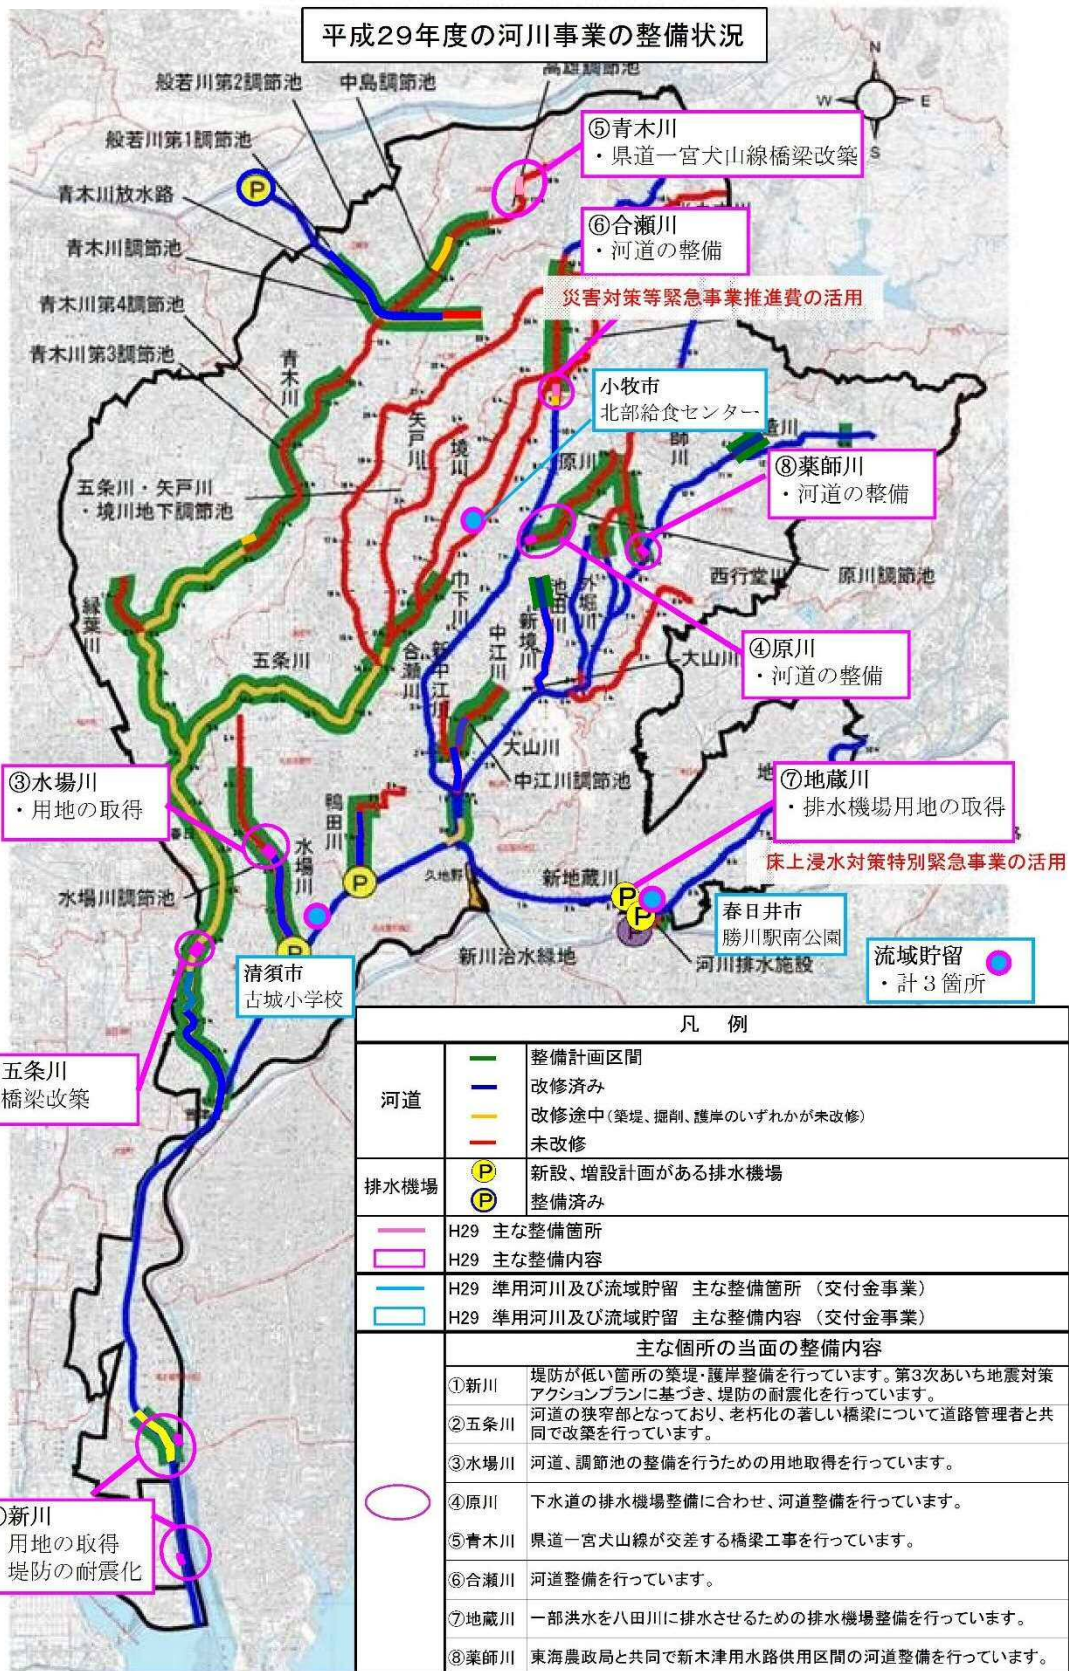 平成29年度の河川事業の整備状況
高雄調節池
般若川第2調節池
中島調節池
N
W
E
S
般若川第1調節池
⑤青木川
・県道一宮犬山線橋梁改築
P
青木川放水路
青木川調節池
⑥合瀬川
・河道の整備
災害対策等緊急事業推進費の活用
青木川第4調節池
青木川第3調節池
青木川
小牧市
北部給食センター
矢戸川
境川
師川
原川
⑧薬師川
・河道の整備
五条川・矢戸川
・境川地下調節池
西行堂川
原川調節池
緑葉川
巾下川
池田川
外堀川
新境川
中江川
新中江川
合瀬川
五条川
④原川
・河道の整備
大山川
大山川
中江川調節池
③水場川
・用地の取得
鴨田川
水場川
⑦地蔵川
・排水機場用地の取得
床上浸水対策特別緊急事業の活用
水場川調節池
久地野
新地蔵川
P
P
P
P
P
春日井市
勝川駅南公園
新川治水緑地
河川排水施設
流域貯留
・計3箇所
清須市
古城小学校
五条川
橋梁改築
新川
用地の取得
堤防の耐震化
凡 例
河道
整備計画区間
改修済み
改修途中(築堤、掘削、護岸のいずれかが未改修)
未改修
排水機場
P 新設、増設計画がある排水機場
P 整備済み
H29 主な整備箇所
H29 主な整備内容
H29 準用河川及び流域貯留 主な整備箇所 (交付金事業)
H29 準用河川及び流域貯留 主な整備内容 (交付金事業)
主な個所の当面の整備内容
①新川 堤防が低い箇所の築堤・護岸整備を行っています。第3次あいち地震対策
アクションプランに基づき、堤防の耐震化を行っています。
②五条川 河道の狭窄部となっており、老朽化の著しい橋梁について道路管理者と共
同で改築を行っています。
③水場川 河道、調節池の整備を行うための用地取得を行っています。
④原川 下水道の排水機場整備に合わせ、河道整備を行っています。
⑤青木川 県道一宮犬山線が交差する橋梁工事を行っています。
⑥合瀬川 河道整備を行っています。
⑦地蔵川 一部洪水を八田川に排水させるための排水機場整備を行っています。
⑧薬師川 東海農政局と共同で新木津用水路供用区間の河道整備を行っています。